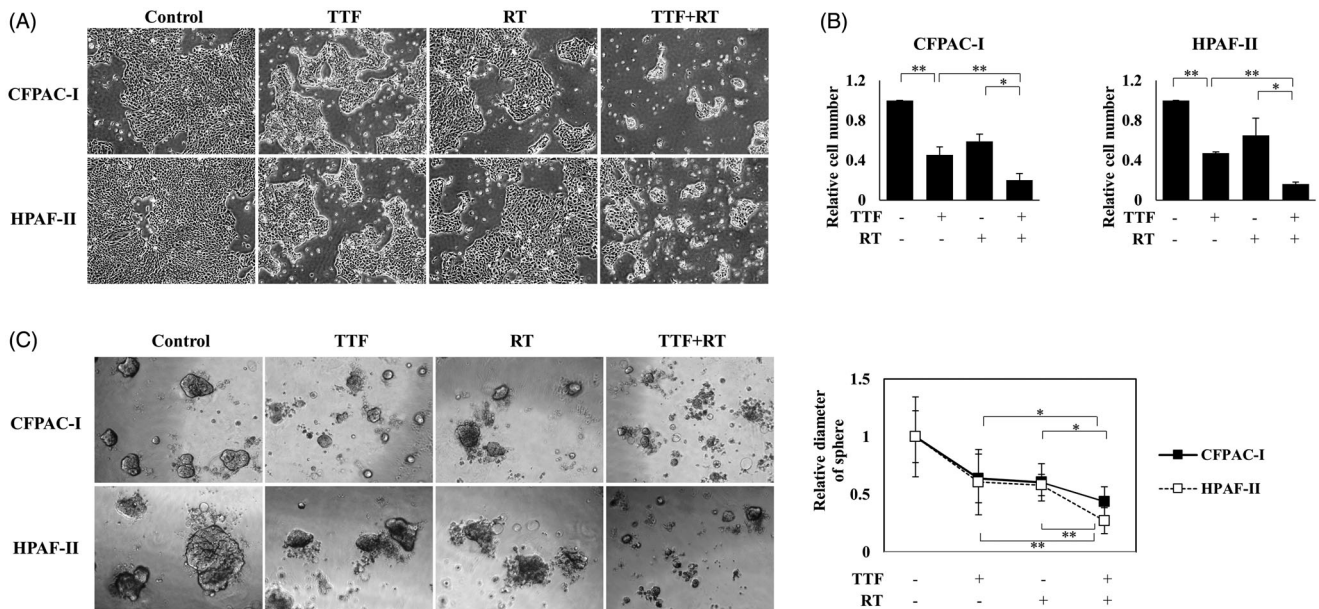 (A)
Control TTF RT TTF+RT
CFPAC-I
HPAF-II
(B)
CFPAC-I
** ** *
Relative cell number
1.2
0.8
0.4
0
TTF - + - +
RT - - + +
HPAF-II
** ** *
Relative cell number
1.2
0.8
0.4
0
TTF - + - +
RT - - + +
(C)
Control TTF RT TTF+RT
CFPAC-I
HPAF-II
Relative diameter
of sphere
1.5
1
0.5
0
*
*
**
**
CFPAC-I
HPAF-II
TTF - + - +
RT - - + +